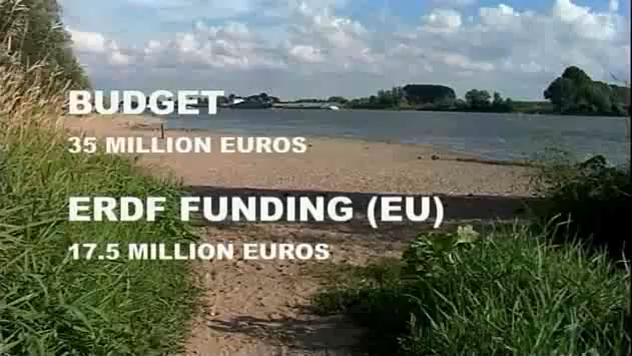 BUDGET
35 MILLION EUROS
ERDF FUNDING (EU)
17.5 MILLION EUROS